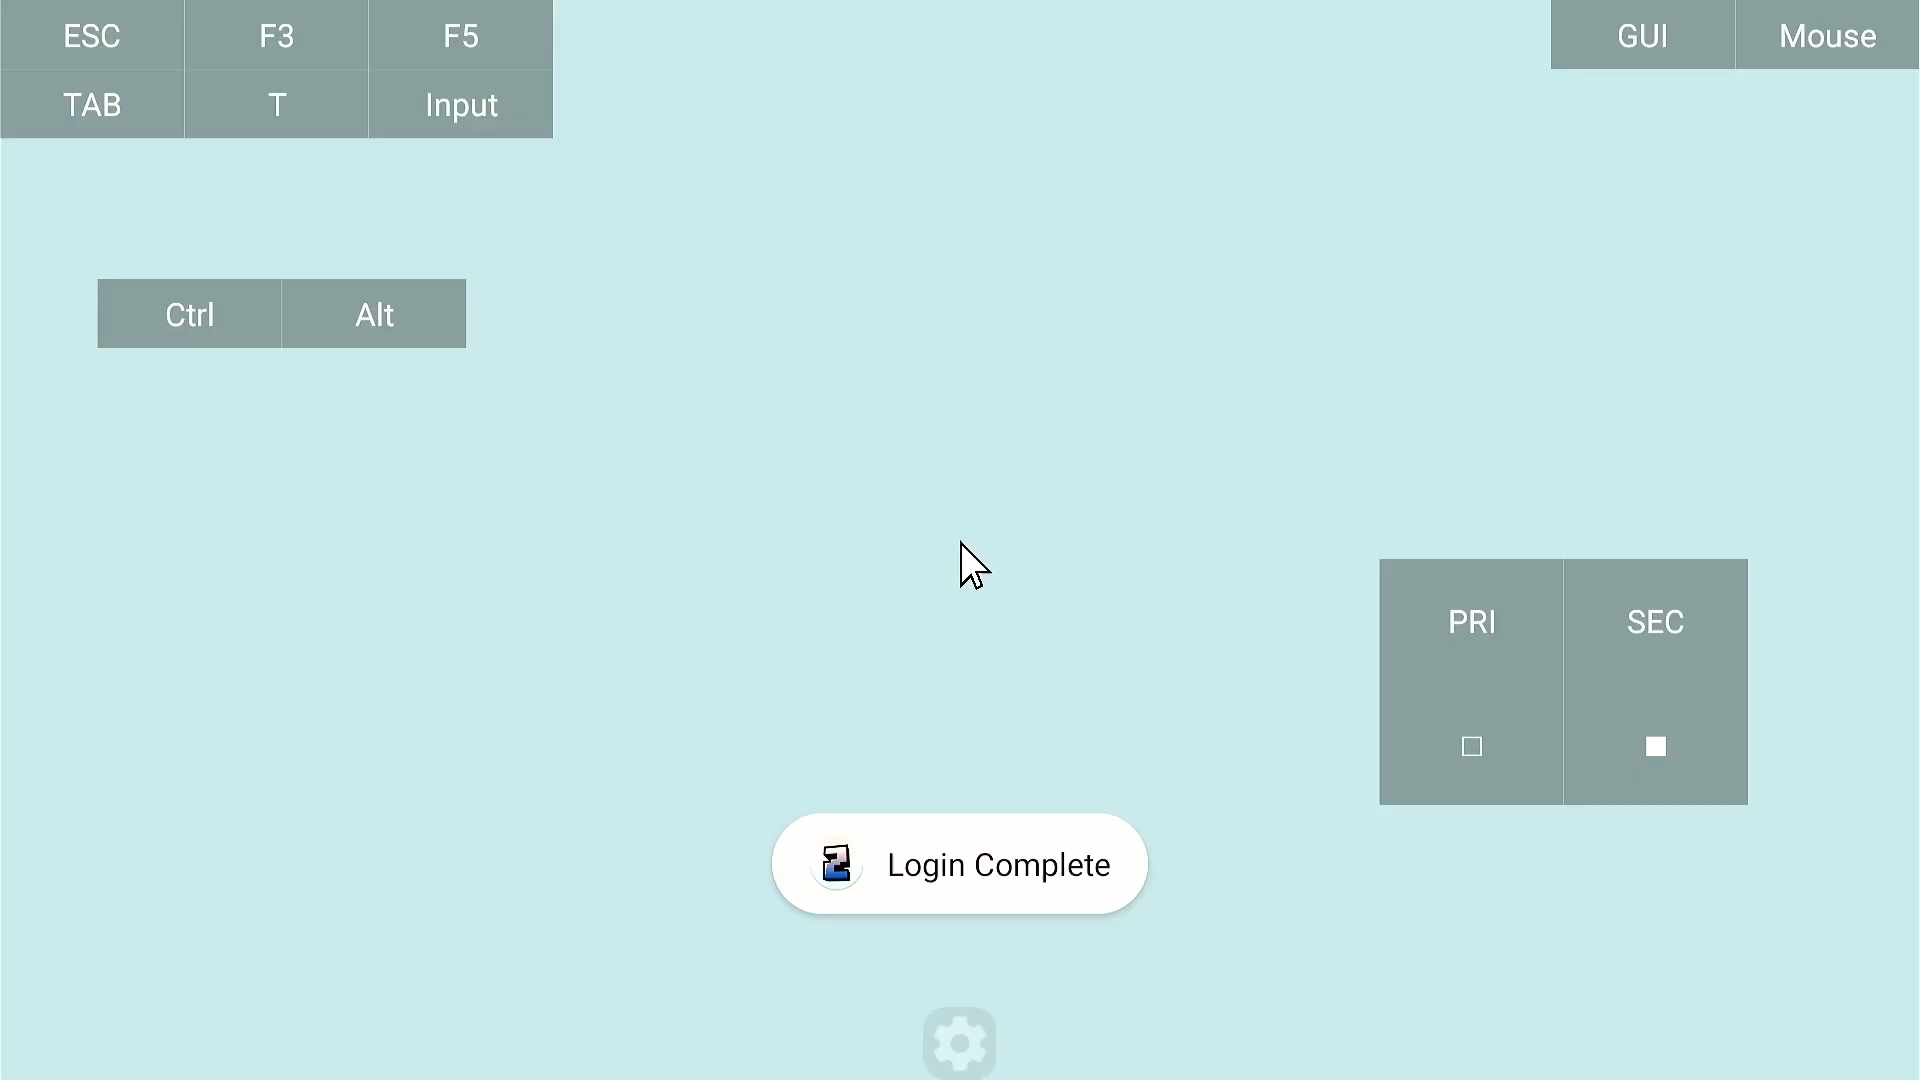 ESC F3 F5 GUI Mouse
TAB T Input
Ctrl Alt
PRI SEC
Login Complete